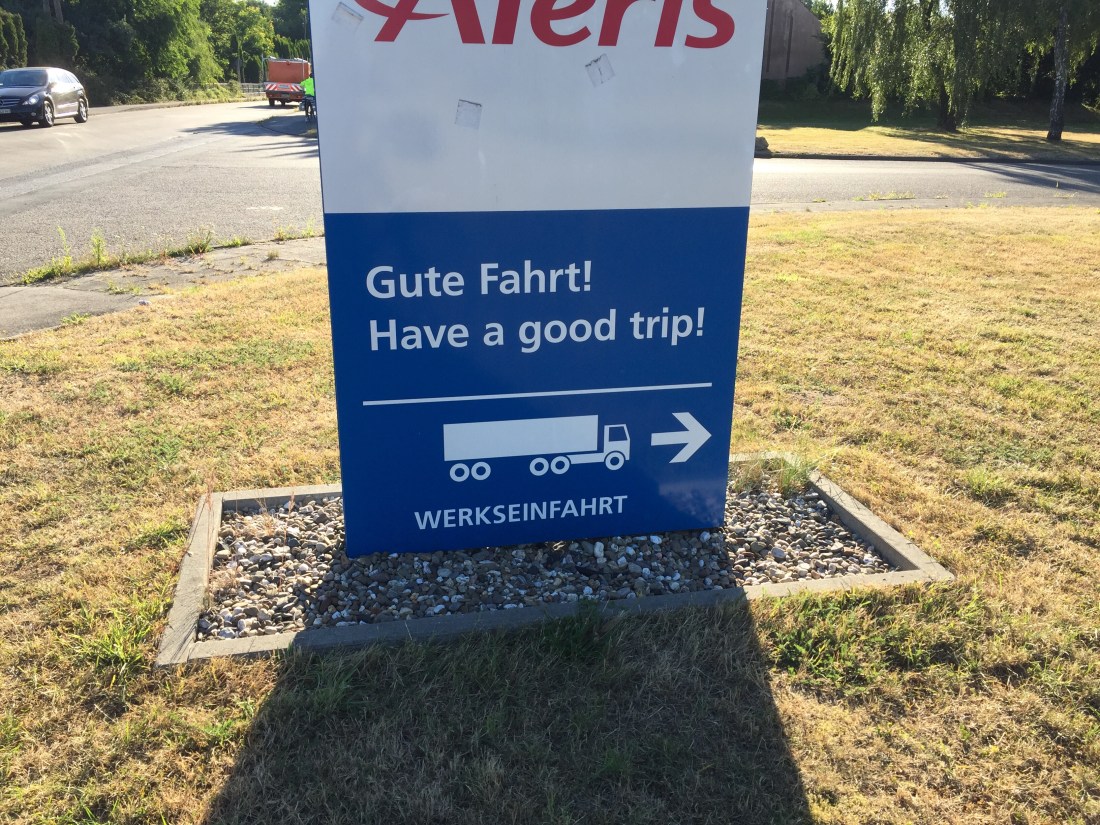 Aleris
Gute Fahrt!
Have a good trip!
WERKSEINFAHRT